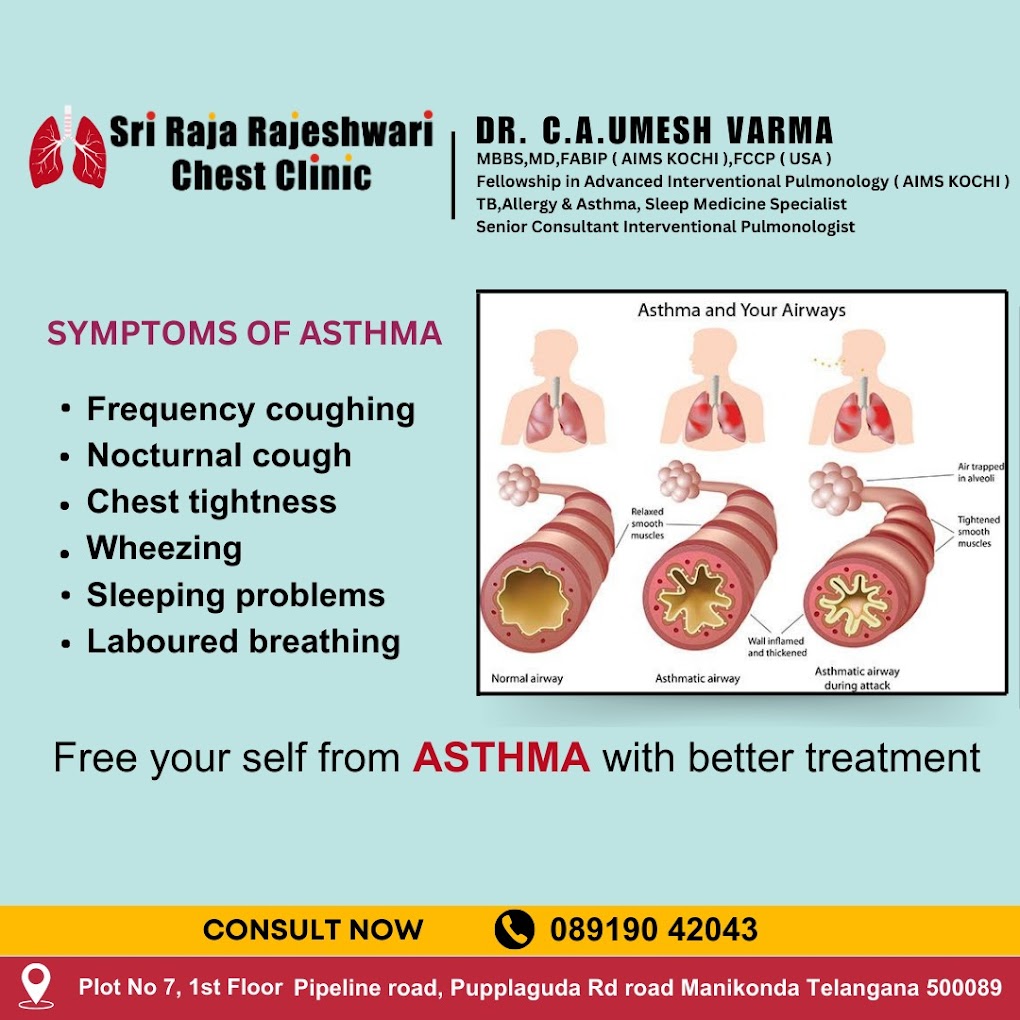 Sri Raja Rajeshwari
Chest Clinic
DR. C.A.UMESH VARMA
MBBS,MD,FABIP ( AIMS KOCHI ),FCCP ( USA )
Fellowship in Advanced Interventional Pulmonology ( AIMS KOCHI )
TB,Allergy & Asthma, Sleep Medicine Specialist
Senior Consultant Interventional Pulmonologist
SYMPTOMS OF ASTHMA
• Frequency coughing
• Nocturnal cough
• Chest tightness
• Wheezing
• Sleeping problems
• Laboured breathing
Asthma and Your Airways
Air trapped
in alveoli
Relaxed
smooth
muscles
Tightened
smooth
muscles
Wall inflamed
and thickened
Normal airway
Asthmatic airway
Asthmatic airway
during attack
Free your self from ASTHMA with better treatment
CONSULT NOW 089190 42043
Plot No 7, 1st Floor Pipeline road, Pupplaguda Rd road Manikonda Telangana 500089